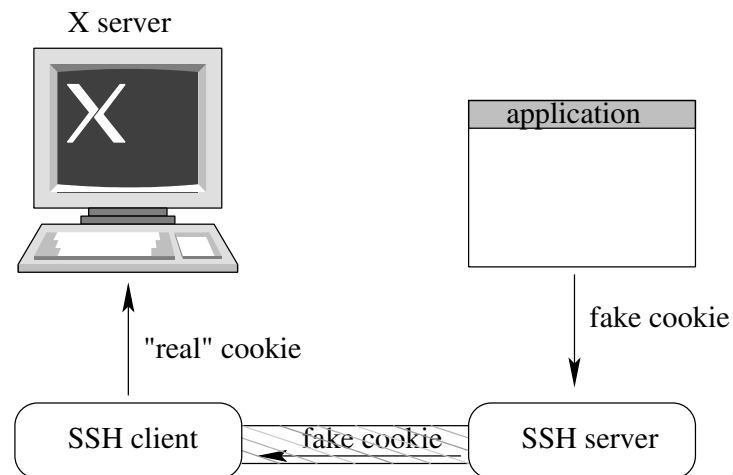 X server
X
application
fake cookie
"real" cookie
SSH client
fake cookie
SSH server